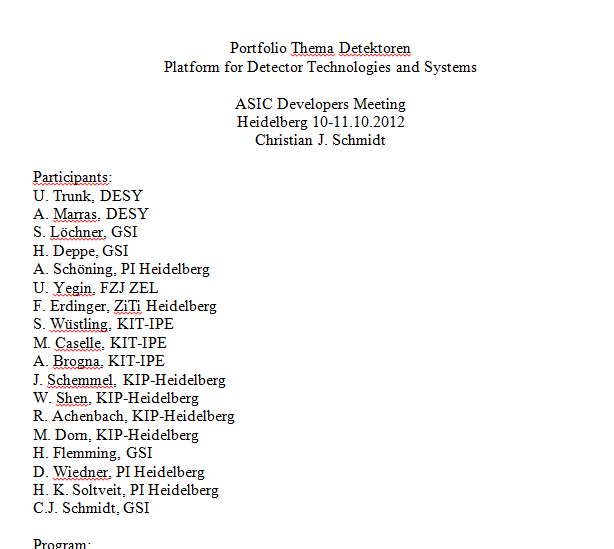 Portfolio Thema Detektoren
Platform for Detector Technologies and Systems
ASIC Developers Meeting
Heidelberg 10-11.10.2012
Christian J. Schmidt
Participants:
U. Trunk, DESY
A. Marras, DESY
S. Löchner, GSI
H. Deppe, GSI
A. Schöning, PI Heidelberg
U. Yegin, FZJ ZEL
F. Erdinger, ZiTi Heidelberg
S. Wüstling, KIT-IPE
M. Caselle, KIT-IPE
A. Brogna, KIT-IPE
J. Schemmel, KIP-Heidelberg
W. Shen, KIP-Heidelberg
R. Achenbach, KIP-Heidelberg
M. Dorn, KIP-Heidelberg
H. Flemming, GSI
D. Wiedner, PI Heidelberg
H. K. Soltveit, PI Heidelberg
C.J. Schmidt, GSI
Program: